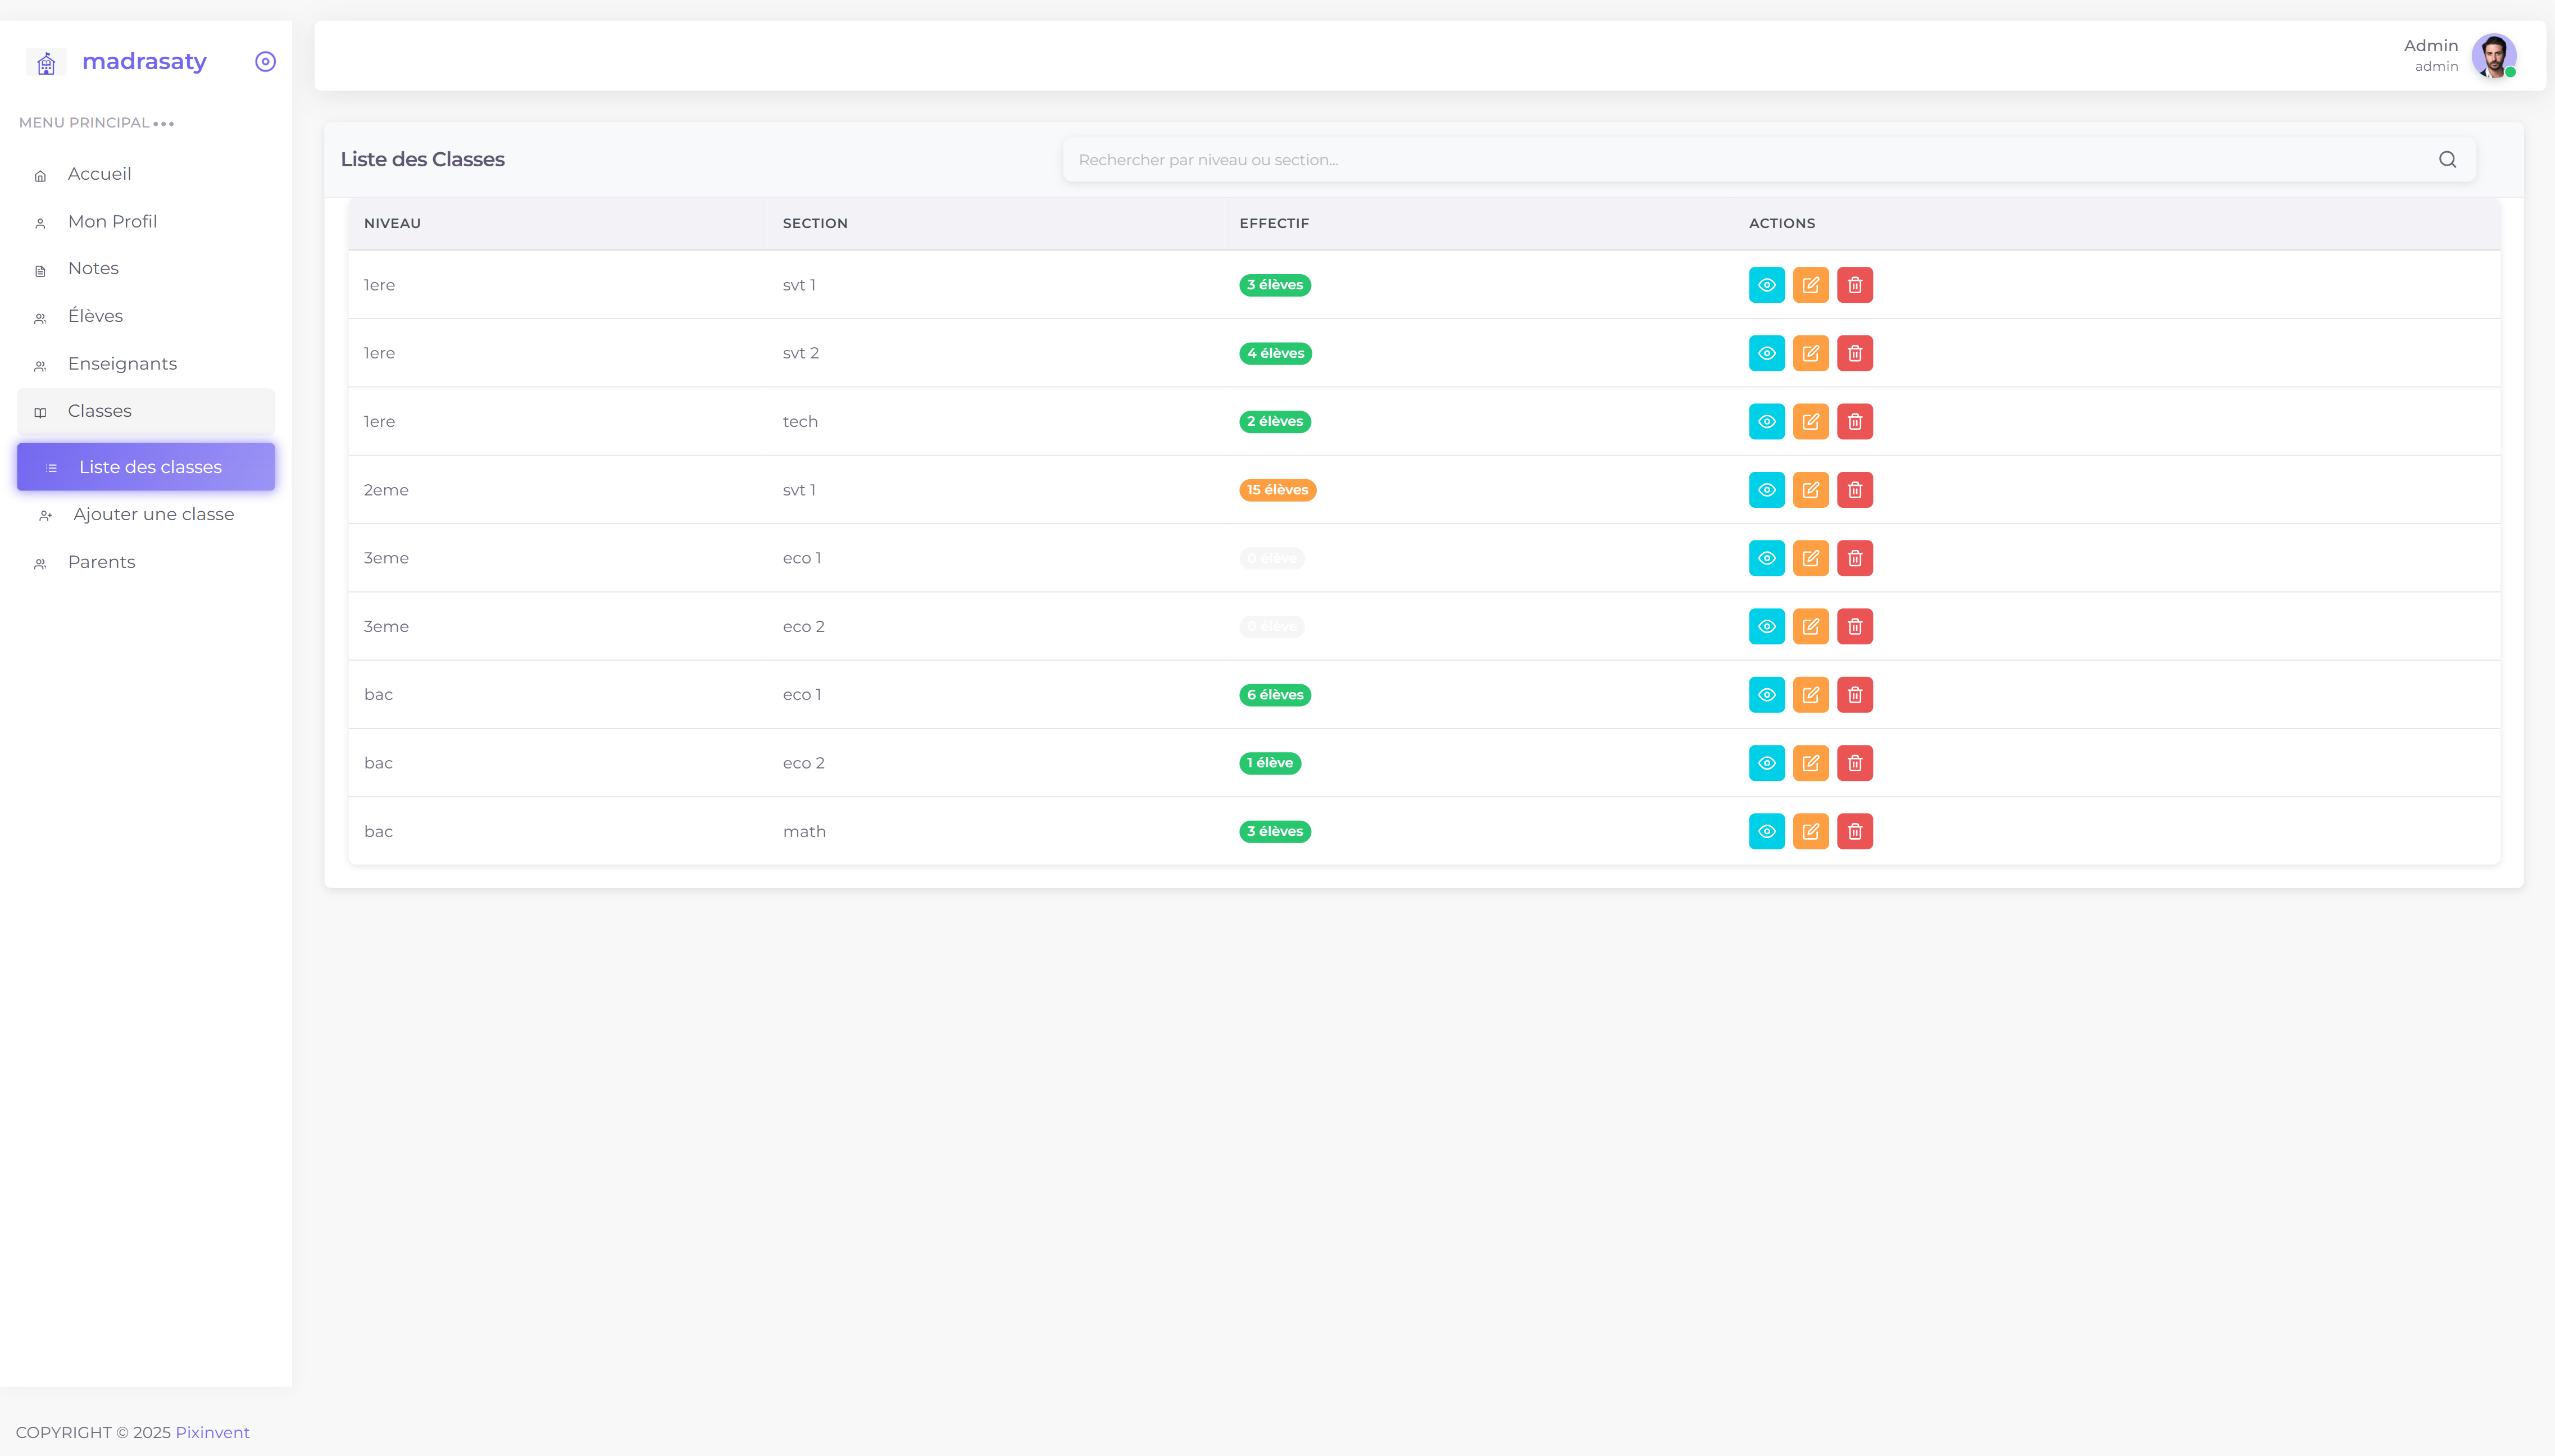 madrasaty
MENU PRINCIPAL
Accueil
Mon Profil
Notes
Élèves
Enseignants
Classes
Liste des classes
Ajouter une classe
Parents
Admin
admin
Liste des Classes
Rechercher par niveau ou section...
NIVEAU SECTION EFFECTIF ACTIONS
1ere svt 1 3 élèves
1ere svt 2 4 élèves
1ere tech 2 élèves
2eme svt 1 15 élèves
3eme eco 1 0 élève
3eme eco 2 0 élève
bac eco 1 6 élèves
bac eco 2 1 élève
bac math 3 élèves
COPYRIGHT © 2025 Pixinvent